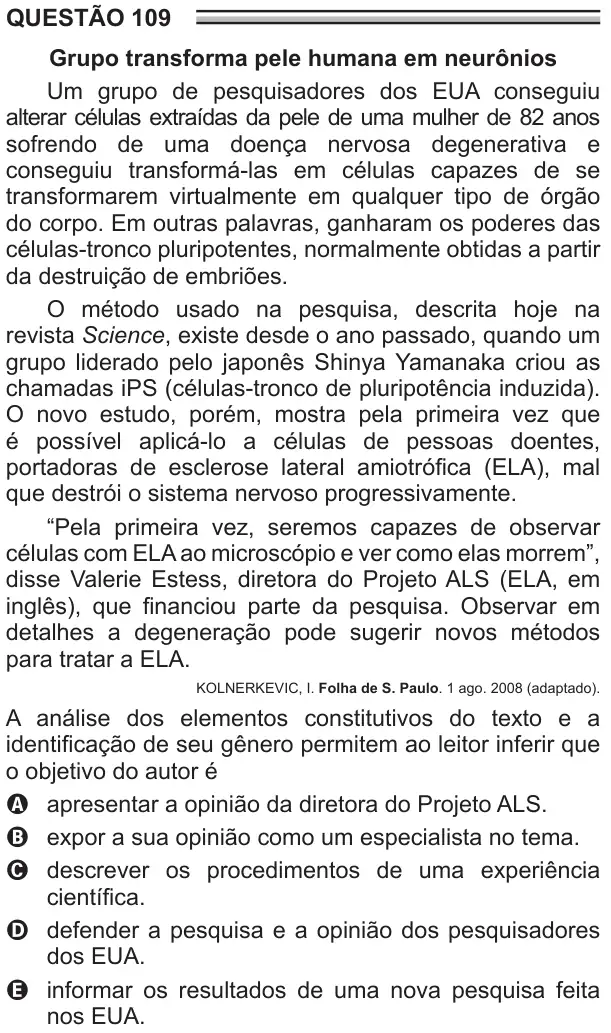 QUESTÃO 109
Grupo transforma pele humana em neurônios
Um grupo de pesquisadores dos EUA conseguiu
alterar células extraídas da pele de uma mulher de 82 anos
sofrendo de uma doença nervosa degenerativa e
conseguiu transformá-las em células capazes de se
transformarem virtualmente em qualquer tipo de órgão
do corpo. Em outras palavras, ganharam os poderes das
células-tronco pluripotentes, normalmente obtidas a partir
da destruição de embriões.
O método usado na pesquisa, descrita hoje na
revista Science, existe desde o ano passado, quando um
grupo liderado pelo japonês Shinya Yamanaka criou as
chamadas iPS (células-tronco de pluripotência induzida).
O novo estudo, porém, mostra pela primeira vez que
é possível aplicá-lo a células de pessoas doentes,
portadoras de esclerose lateral amiotrófica (ELA), mal
que destrói o sistema nervoso progressivamente.
“Pela primeira vez, seremos capazes de observar
células com ELA ao microscópio e ver como elas morrem”,
disse Valerie Estess, diretora do Projeto ALS (ELA, em
inglês), que financiou parte da pesquisa. Observar em
detalhes a degeneração pode sugerir novos métodos
para tratar a ELA.
KOLNERKEVIC, I. Folha de S. Paulo. 1 ago. 2008 (adaptado).
A análise dos elementos constitutivos do texto e a
identificação de seu gênero permitem ao leitor inferir que
o objetivo do autor é
A apresentar a opinião da diretora do Projeto ALS.
B expor a sua opinião como um especialista no tema.
C descrever os procedimentos de uma experiência
científica.
D defender a pesquisa e a opinião dos pesquisadores
dos EUA.
E informar os resultados de uma nova pesquisa feita
nos EUA.